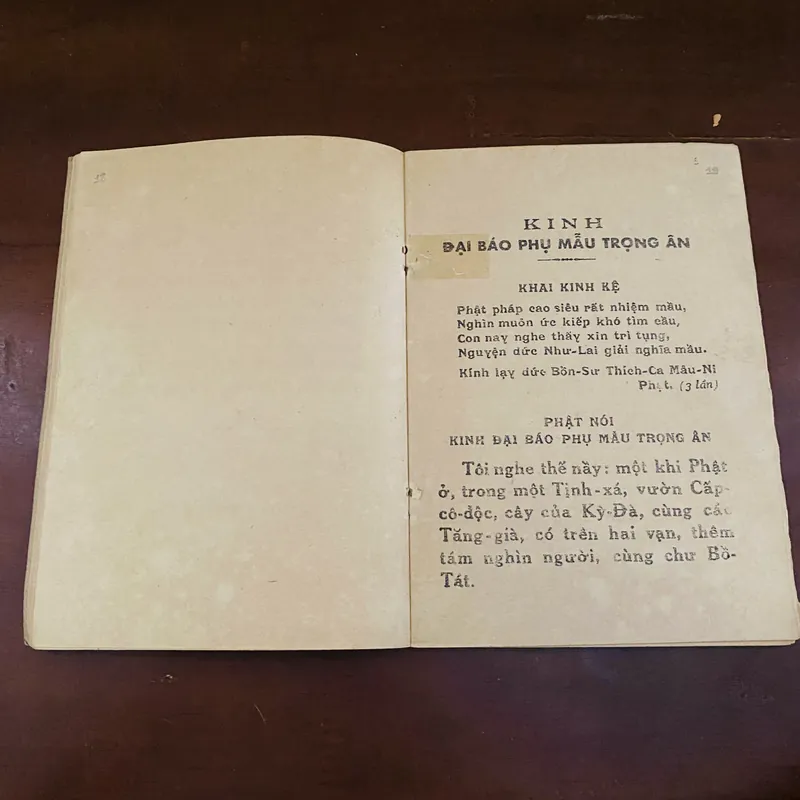 12
KINH
ĐẠI BÁO PHỤ MẪU TRỌNG ÂN
KHAI KINH KỆ
Phật pháp cao siêu rất nhiệm mầu,
Nghìn muôn ức kiếp khó tìm cầu,
Con nay nghe thấy xin trì tụng,
Nguyện đức Như-Lai giải nghĩa mầu.
Kính lạy đức Bổn-Sư Thích-Ca Mâu-Ni
Phật. (3 lần)
PHẬT NÓI
KINH ĐẠI BÁO PHỤ MẪU TRỌNG ÂN
Tôi nghe thế nầy: một khi Phật
ở, trong một Tịnh-xá, vườn Cấp-
cô-độc, cây của Kỳ-Đà, cùng các
Tăng-già, có trên hai vạn, thêm
tám nghìn người, cùng chư Bồ-
Tát.